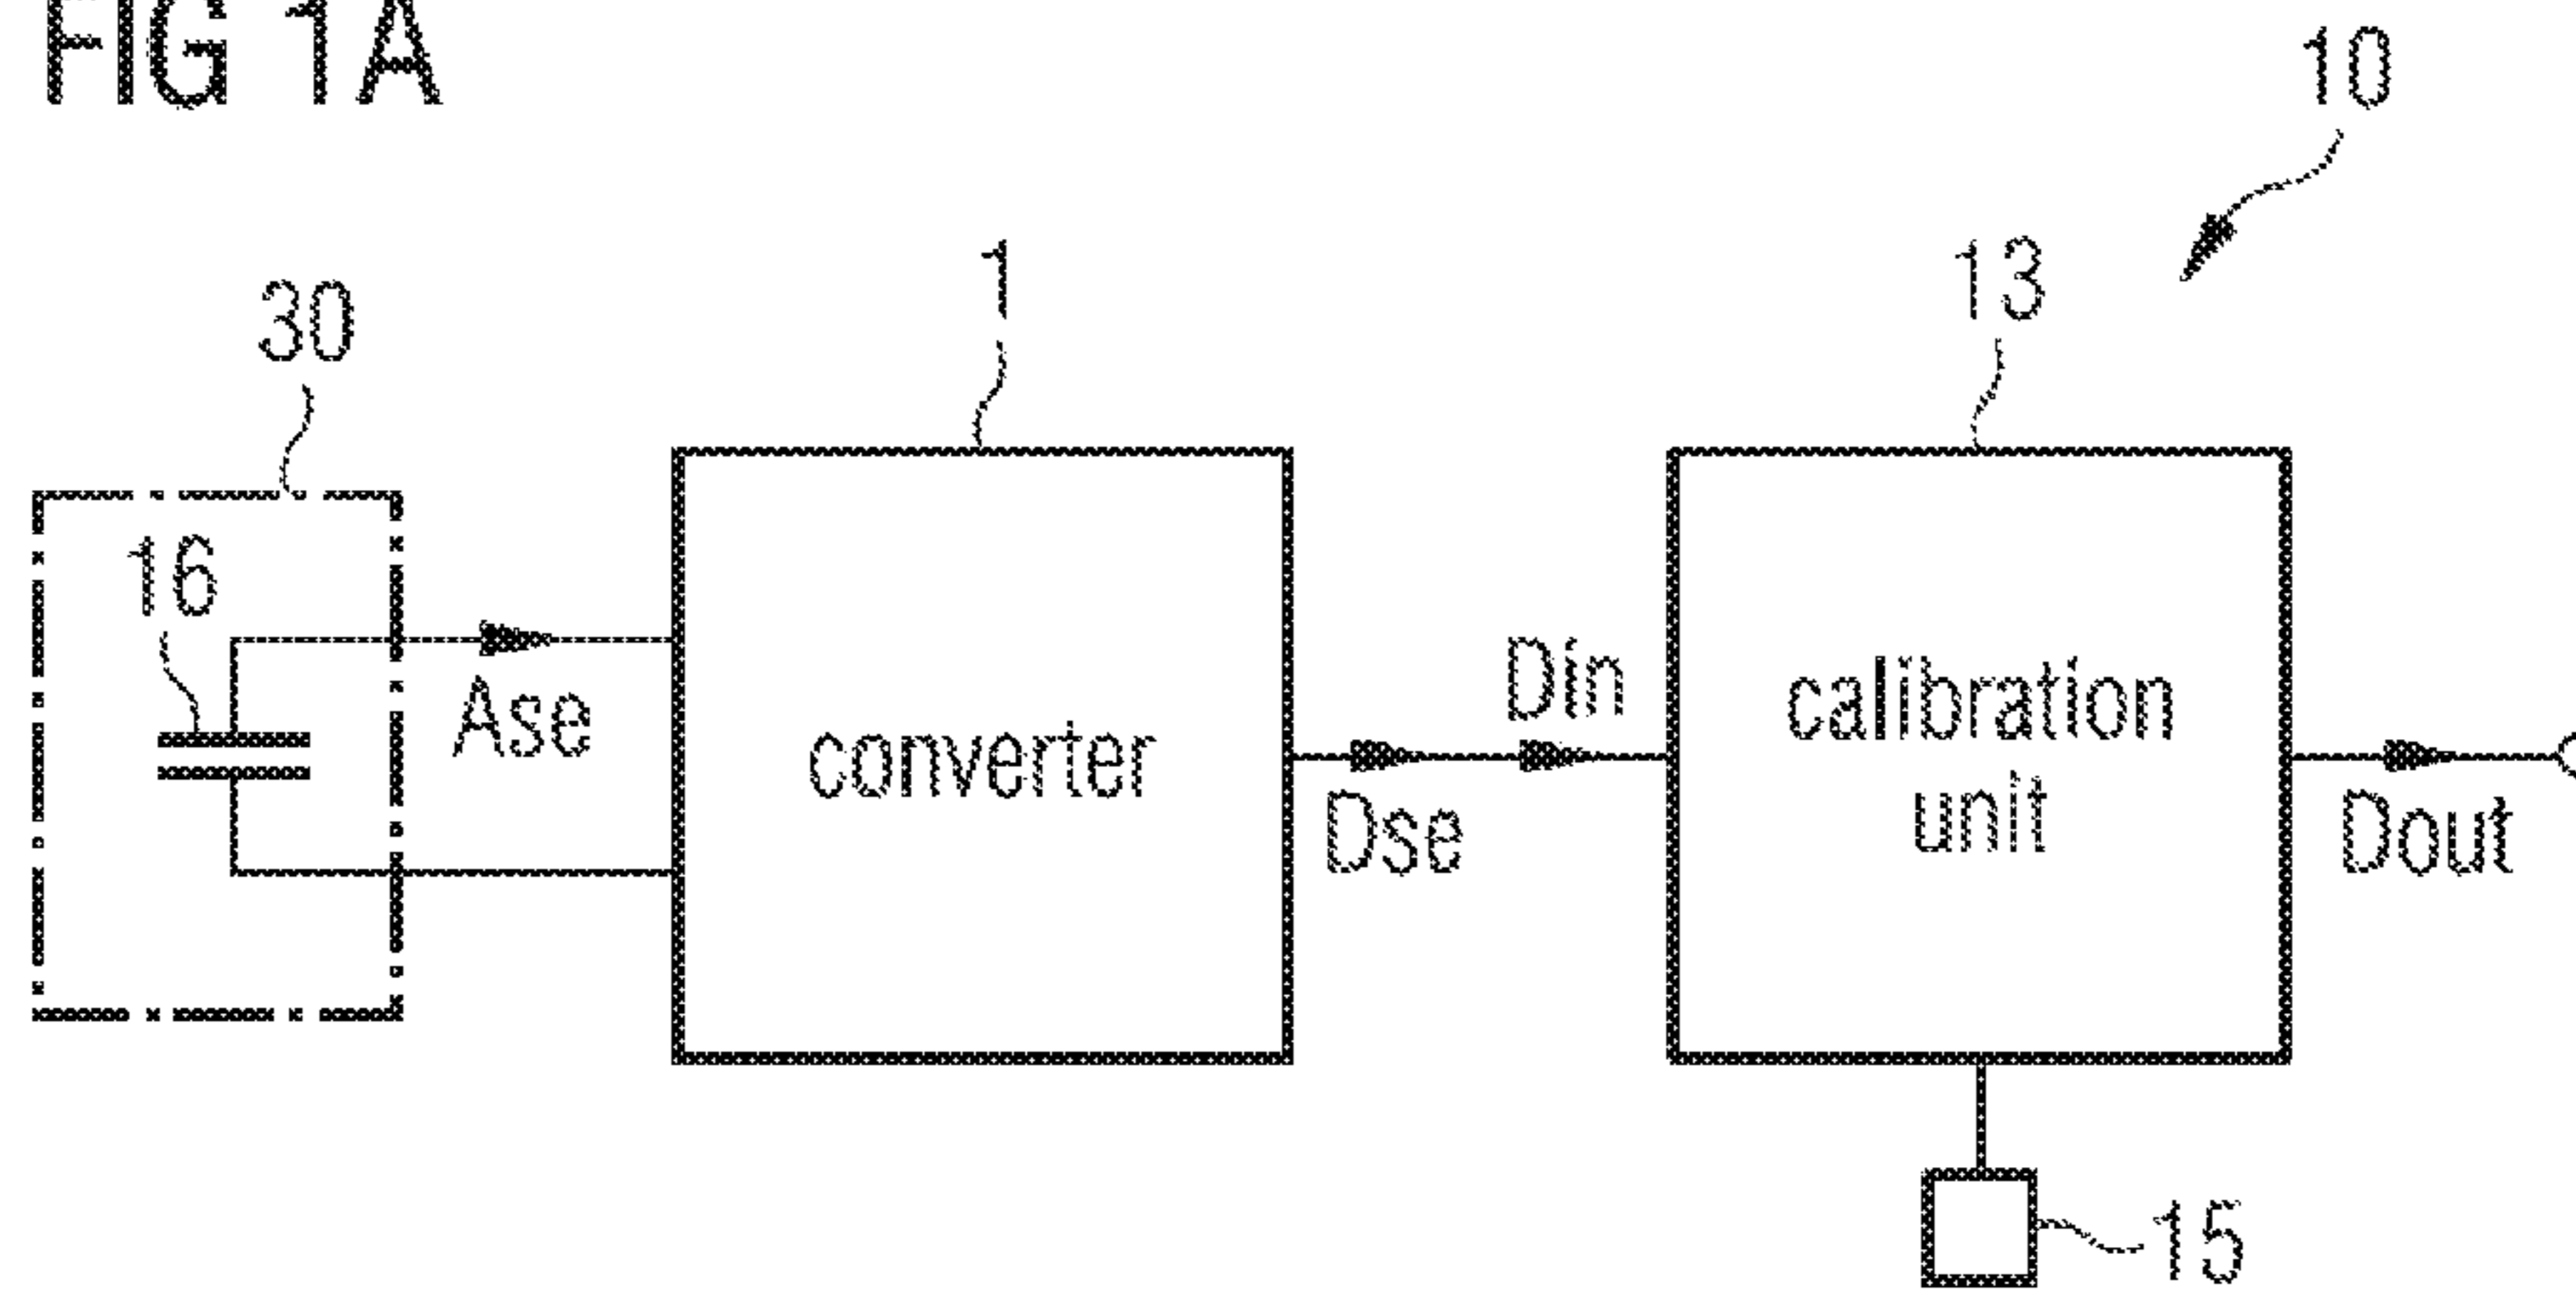 FIG 1A
10
1
13
30
16
Ase
converter
Din
Dse
calibration
unit
Dout
15